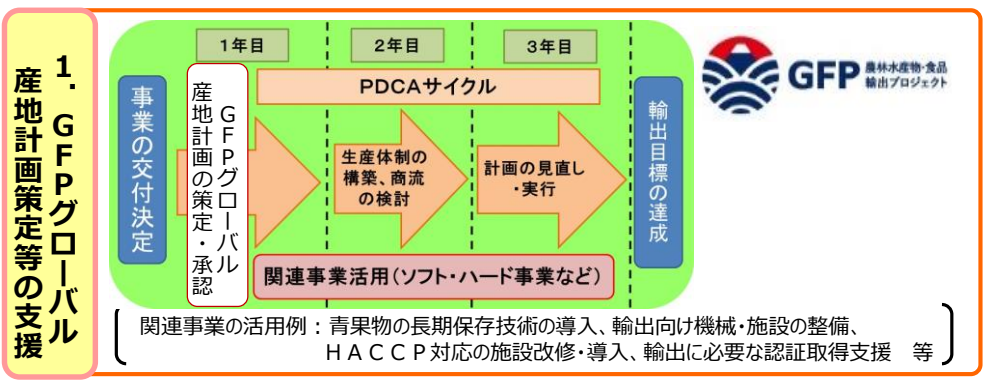 1．GFPグローバル
産地計画策定等の支援
1年目
2年目
3年目
PDCAサイクル
事業の交付決定
GFPグローバル
産地計画の策定・承認
生産体制の
構築、商流
の検討
計画の見直し
・実行
輸出目標の達成
関連事業活用（ソフト・ハード事業など）
GFP
農林水産物・食品
輸出プロジェクト
関連事業の活用例：青果物の長期保存技術の導入、輸出向け機械・施設の整備、
ＨＡＣＣＰ対応の施設改修・導入、輸出に必要な認証取得支援　等